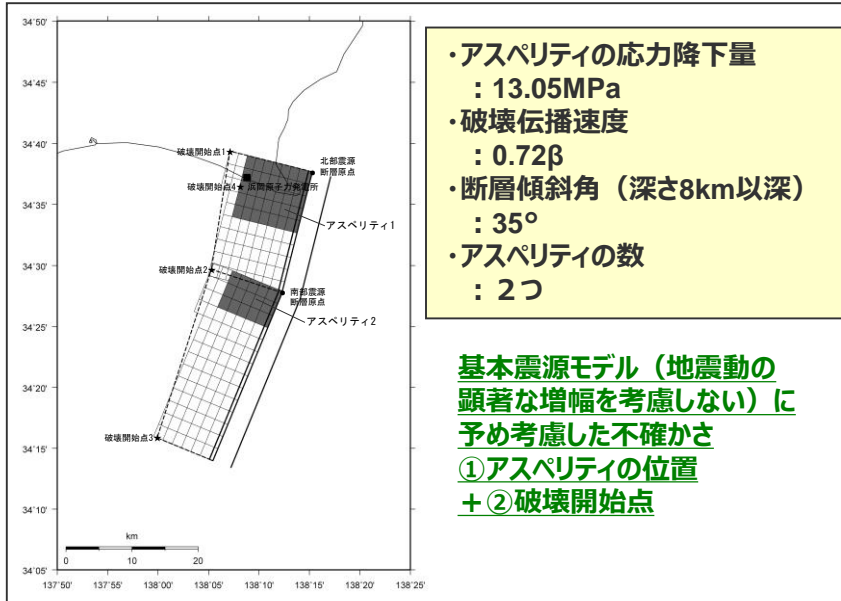 34˚50'
34˚45'
34˚40'
34˚35'
34˚30'
34˚25'
34˚20'
34˚15'
34˚10'
34˚05'
137˚50'
137˚55'
138˚00'
138˚05'
138˚10'
138˚15'
138˚20'
138˚25'
破壊開始点1
北部震源
断層原点
破壊開始点4
浜岡原子力発電所
アスペリティ1
破壊開始点2
南部震源
断層原点
アスペリティ2
破壊開始点3
km
0
10
20
・アスペリティの応力降下量
：13.05MPa
・破壊伝播速度
：0.72β
・断層傾斜角（深さ8km以深）
：35°
・アスペリティの数
：２つ
基本震源モデル（地震動の
顕著な増幅を考慮しない）に
予め考慮した不確かさ
①アスペリティの位置
＋②破壊開始点